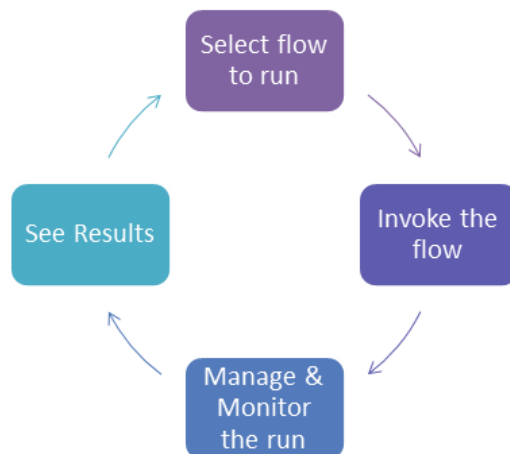 Select flow
to run
Invoke the
flow
Manage &
Monitor
the run
See Results